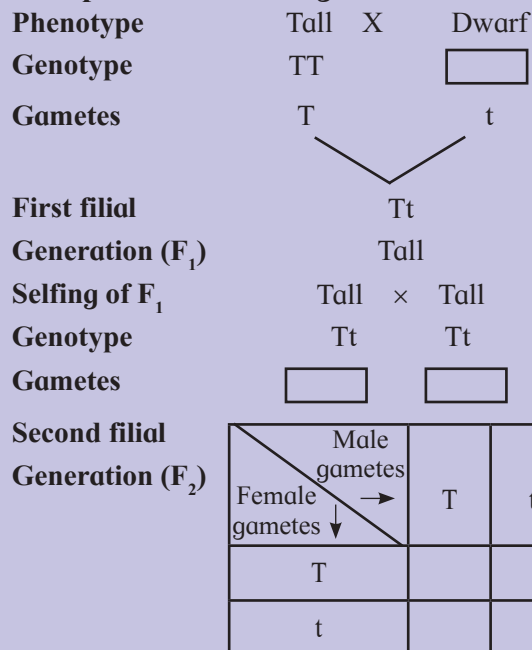 Phenotype Tall X Dwarf
Genotype TT
Gametes T t
First filial Tt
Generation (F₁) Tall
Selfing of F₁ Tall × Tall
Genotype Tt Tt
Gametes
Second filial
Generation (F₂)
Male
gametes
→
Female
gametes ↓
T t
T
t